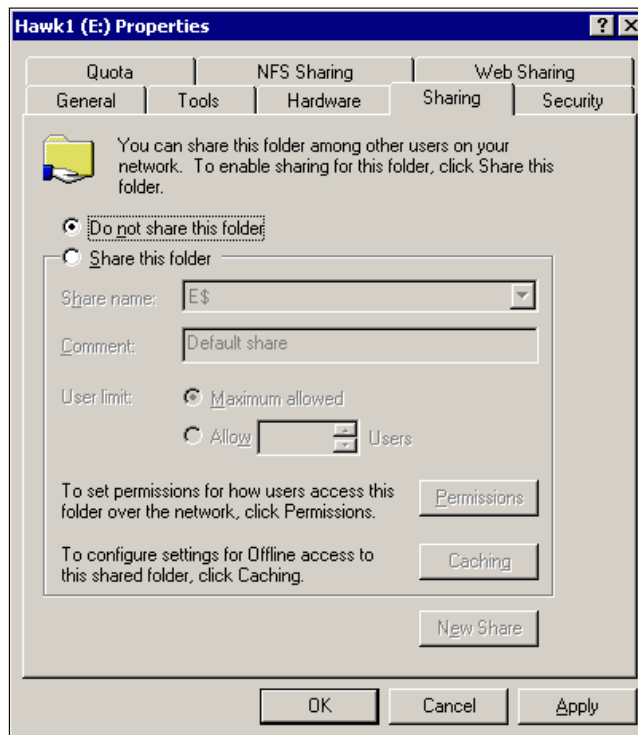 Hawk1 (E:) Properties
Quota NFS Sharing Web Sharing
General Tools Hardware Sharing Security
You can share this folder among other users on your
network. To enable sharing for this folder, click Share this
folder.
Do not share this folder
Share this folder
Share name: E$
Comment: Default share
User limit: Maximum allowed
Allow Users
To set permissions for how users access this
folder over the network, click Permissions.
Permissions
To configure settings for Offline access to
this shared folder, click Caching.
Caching
New Share
OK Cancel Apply